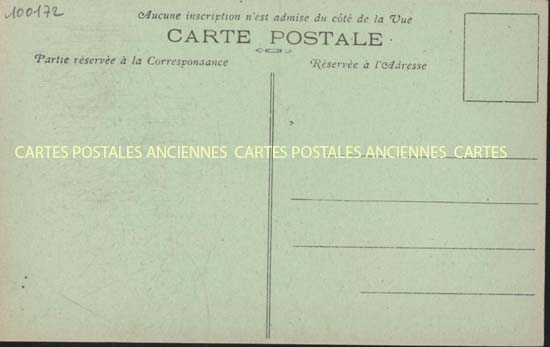 100172
Aucune inscription n'est admise du côté de la Vue
CARTE POSTALE
Partie réservée à la Correspondance
Réservée à l'Adresse
CARTES POSTALES ANCIENNES CARTES POSTALES ANCIENNES CARTES